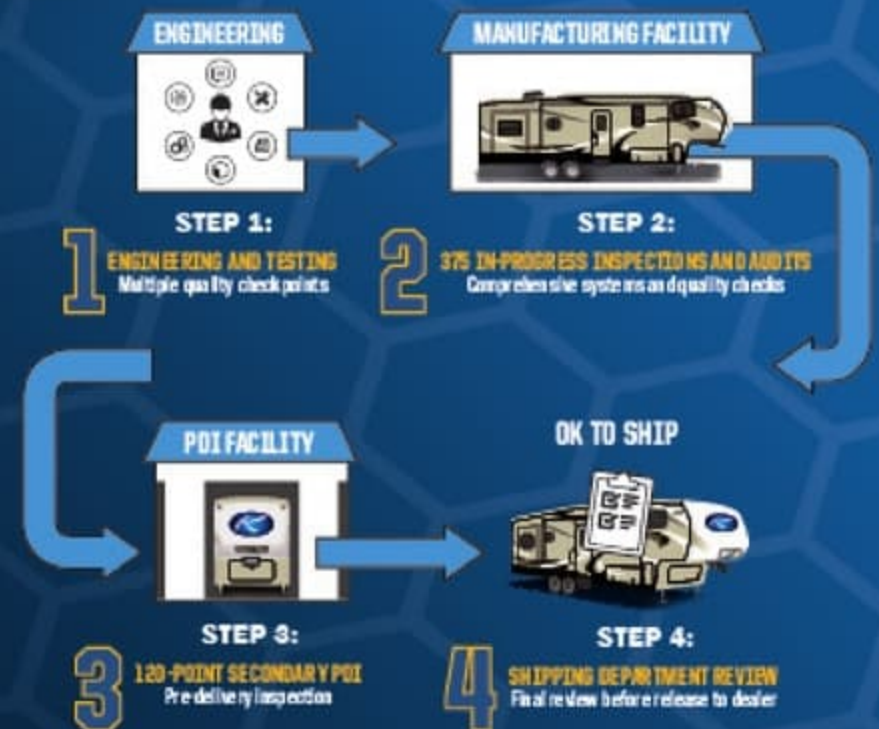 ENGINEERING
MANUFACTURING FACILITY
STEP 1:
1
ENGINEERING AND TESTING
Multiple quality checkpoints
STEP 2:
2
375 IN-PROGRESS INSPECTIONS AND AUDITS
Comprehensive systems and quality checks
PDI FACILITY
OK TO SHIP
STEP 3:
3
120-POINT SECONDARY PDI
Pre delivery inspection
STEP 4:
4
SHIPPING DEPARTMENT REVIEW
Final review before release to dealer